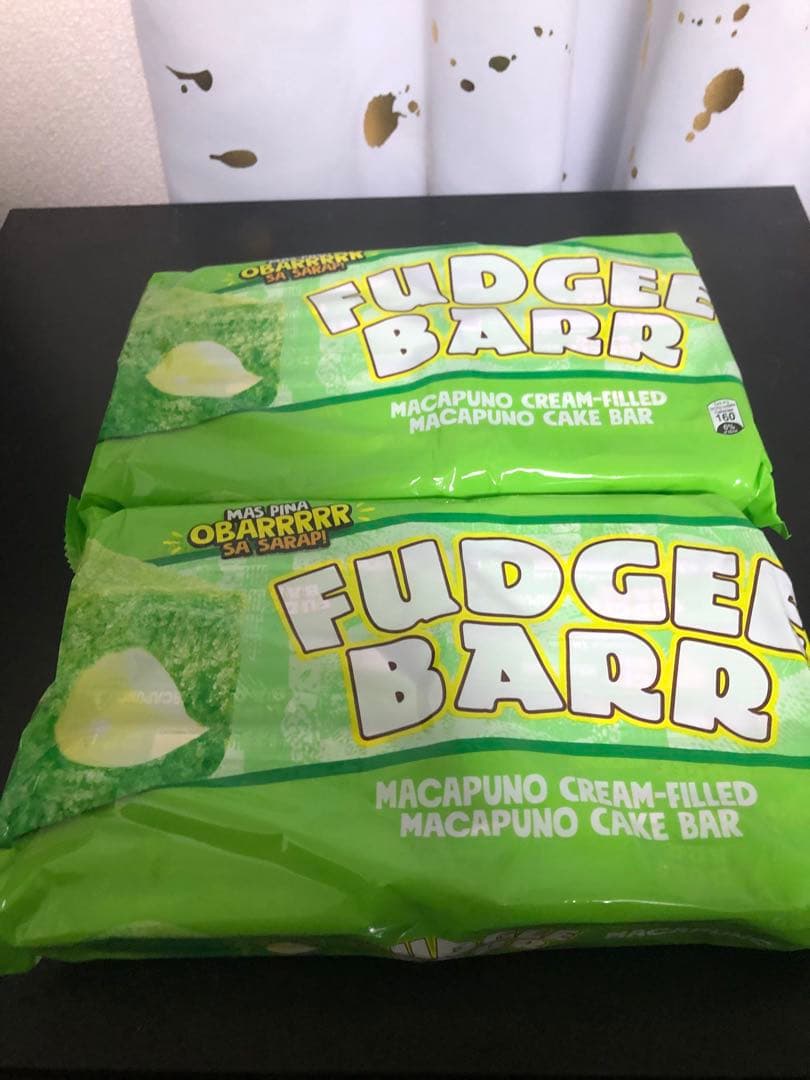 OBARRRRR
SA SARAP!
FUDGEE
BARR
MACAPUNO CREAM-FILLED
MACAPUNO CAKE BAR
160
MAS PINA
OBARRRRR
SA SARAP!
FUDGEE
BARR
MACAPUNO CREAM-FILLED
MACAPUNO CAKE BAR